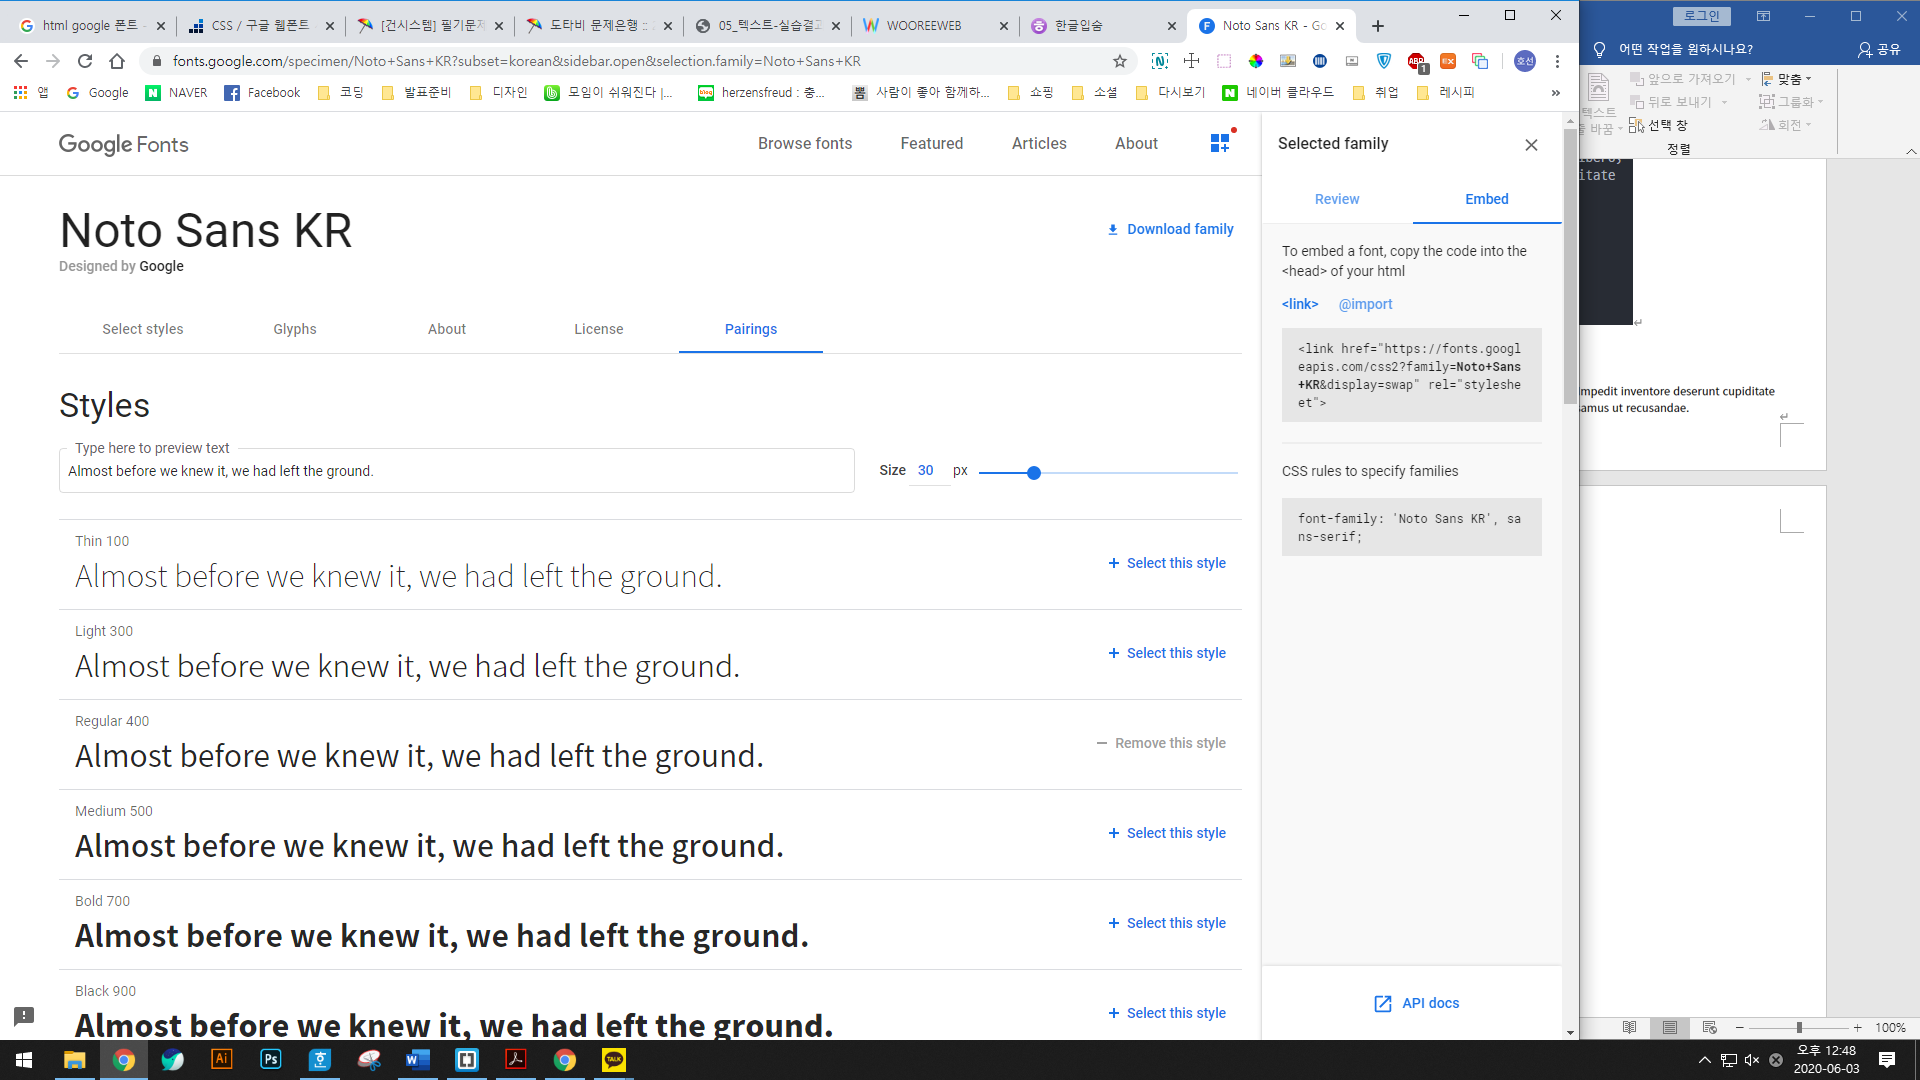 html google 폰트
CSS / 구글 웹폰트
[건시스템] 필기문제
도타비 문제은행 ::
05_텍스트-실습결과
WOOREEWEB
한글입숨
Noto Sans KR - Go
fonts.google.com/specimen/Noto+Sans+KR?subset=korean&sidebar.open&selection.family=Noto+Sans+KR
호선
앱
Google
NAVER
Facebook
코딩
발표준비
디자인
모임이 쉬워진다 |...
herzensfreud : 충...
사람이 좋아 함께하...
쇼핑
소셜
다시보기
네이버 클라우드
취업
레시피
»
Google Fonts
Browse fonts
Featured
Articles
About
Noto Sans KR
Download family
Designed by Google
Select styles
Glyphs
About
License
Pairings
Styles
Type here to preview text
Almost before we knew it, we had left the ground.
Size 30 px
Thin 100
Almost before we knew it, we had left the ground.
+ Select this style
Light 300
Almost before we knew it, we had left the ground.
+ Select this style
Regular 400
Almost before we knew it, we had left the ground.
− Remove this style
Medium 500
Almost before we knew it, we had left the ground.
+ Select this style
Bold 700
Almost before we knew it, we had left the ground.
+ Select this style
Black 900
Almost before we knew it, we had left the ground.
+ Select this style
Selected family
Review
Embed
To embed a font, copy the code into the
<head> of your html
<link>
@import
<link href="https://fonts.googl
eapis.com/css2?family=Noto+Sans
+KR&display=swap" rel="styleshe
et">
CSS rules to specify families
font-family: 'Noto Sans KR', sa
ns-serif;
API docs
로그인
어떤 작업을 원하시나요?
공유
텍스트
줄 바꿈
앞으로 가져오기
뒤로 보내기
선택 창
맞춤
그룹화
회전
정렬
itate
mpedit inventore deserunt cupiditate
amus ut recusandae.
100%
오후 12:48
2020-06-03